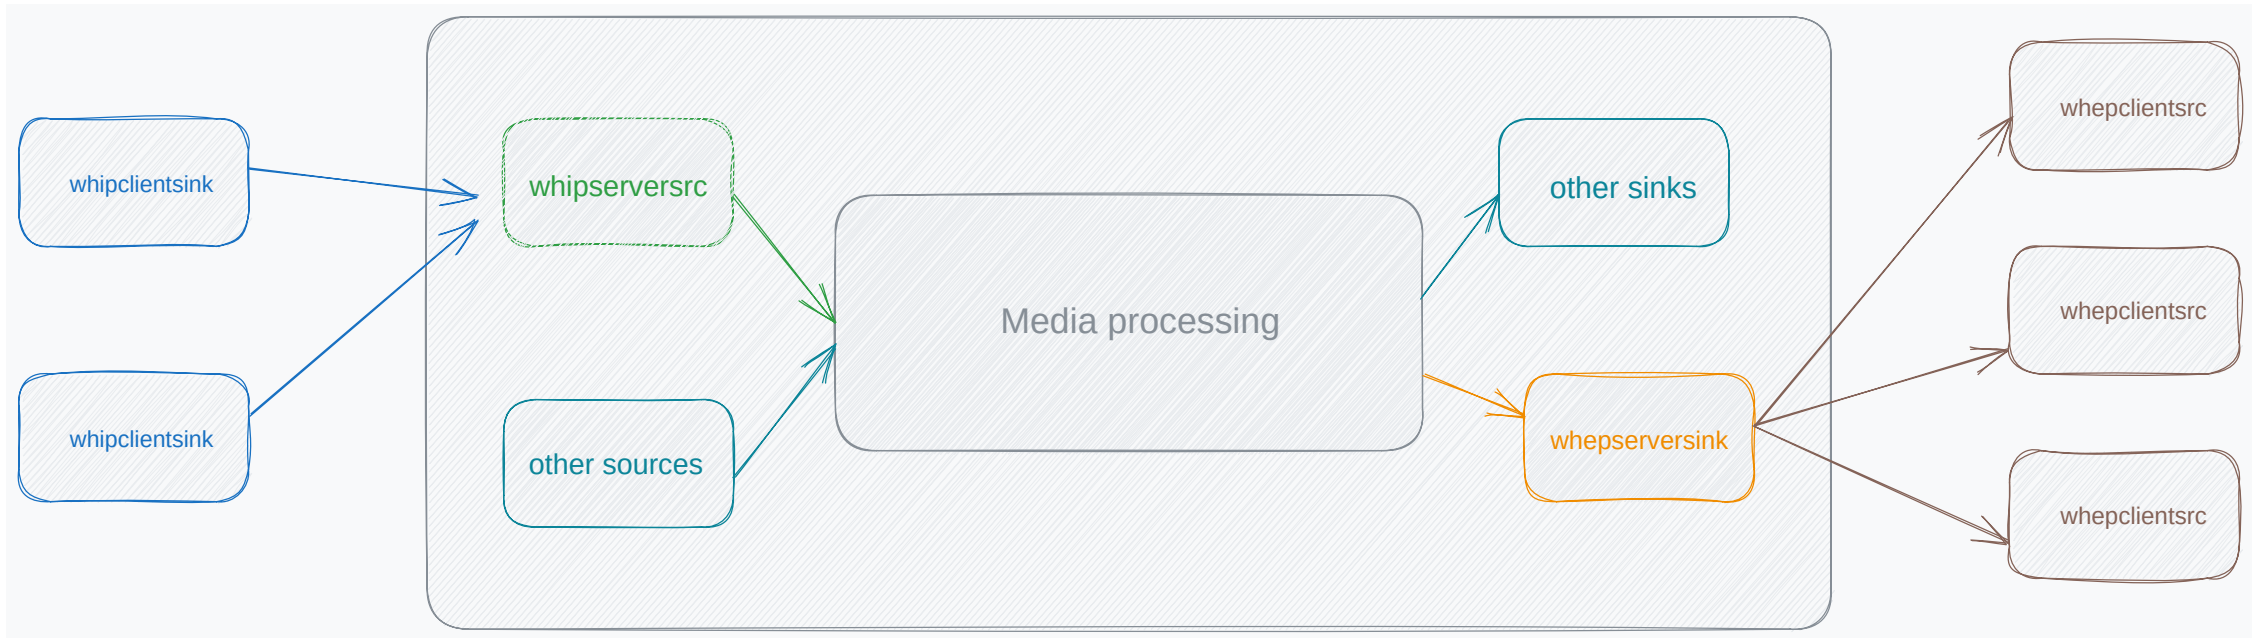 whipclientsink
whipclientsink
whipserversrc
other sources
Media processing
other sinks
whepserversink
whepclientsrc
whepclientsrc
whepclientsrc